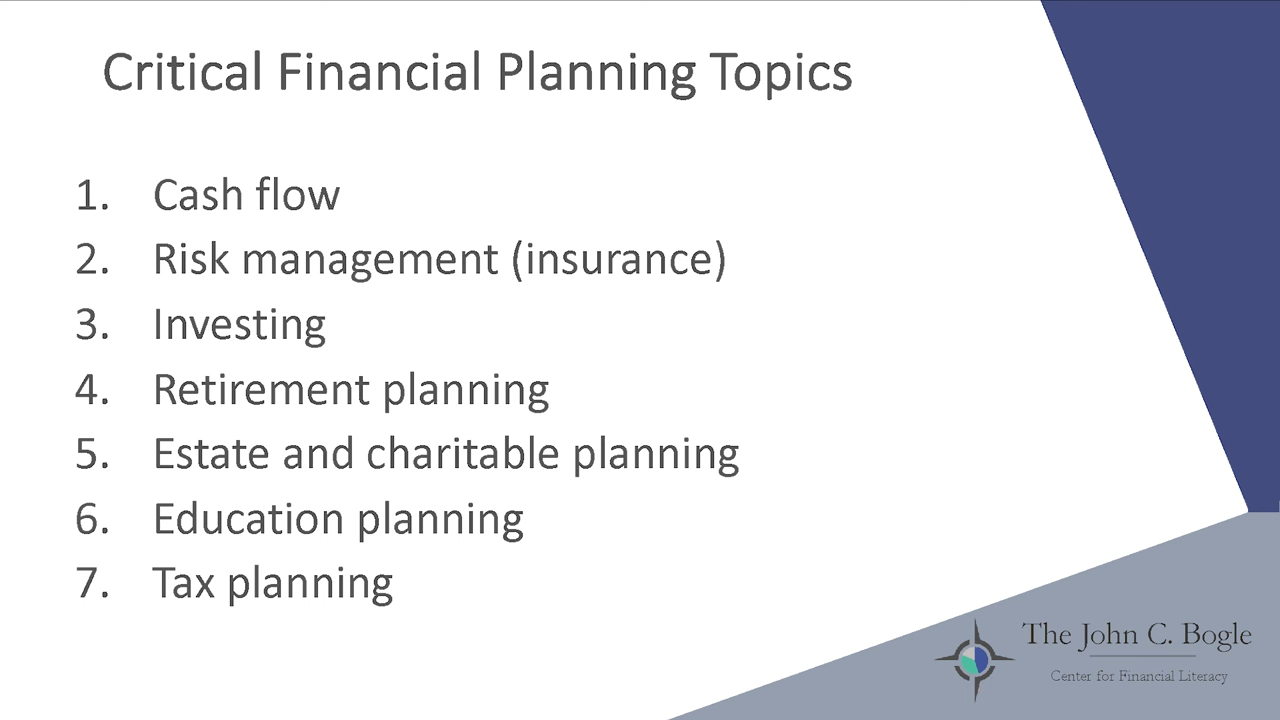 Critical Financial Planning Topics
1. Cash flow
2. Risk management (insurance)
3. Investing
4. Retirement planning
5. Estate and charitable planning
6. Education planning
7. Tax planning
The John C. Bogle
Center for Financial Literacy